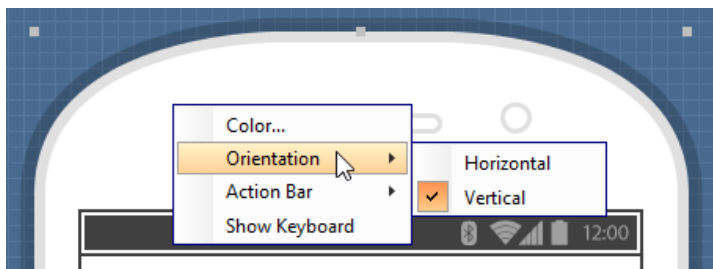 Color...
Orientation
Horizontal
Action Bar
Vertical
Show Keyboard
12:00